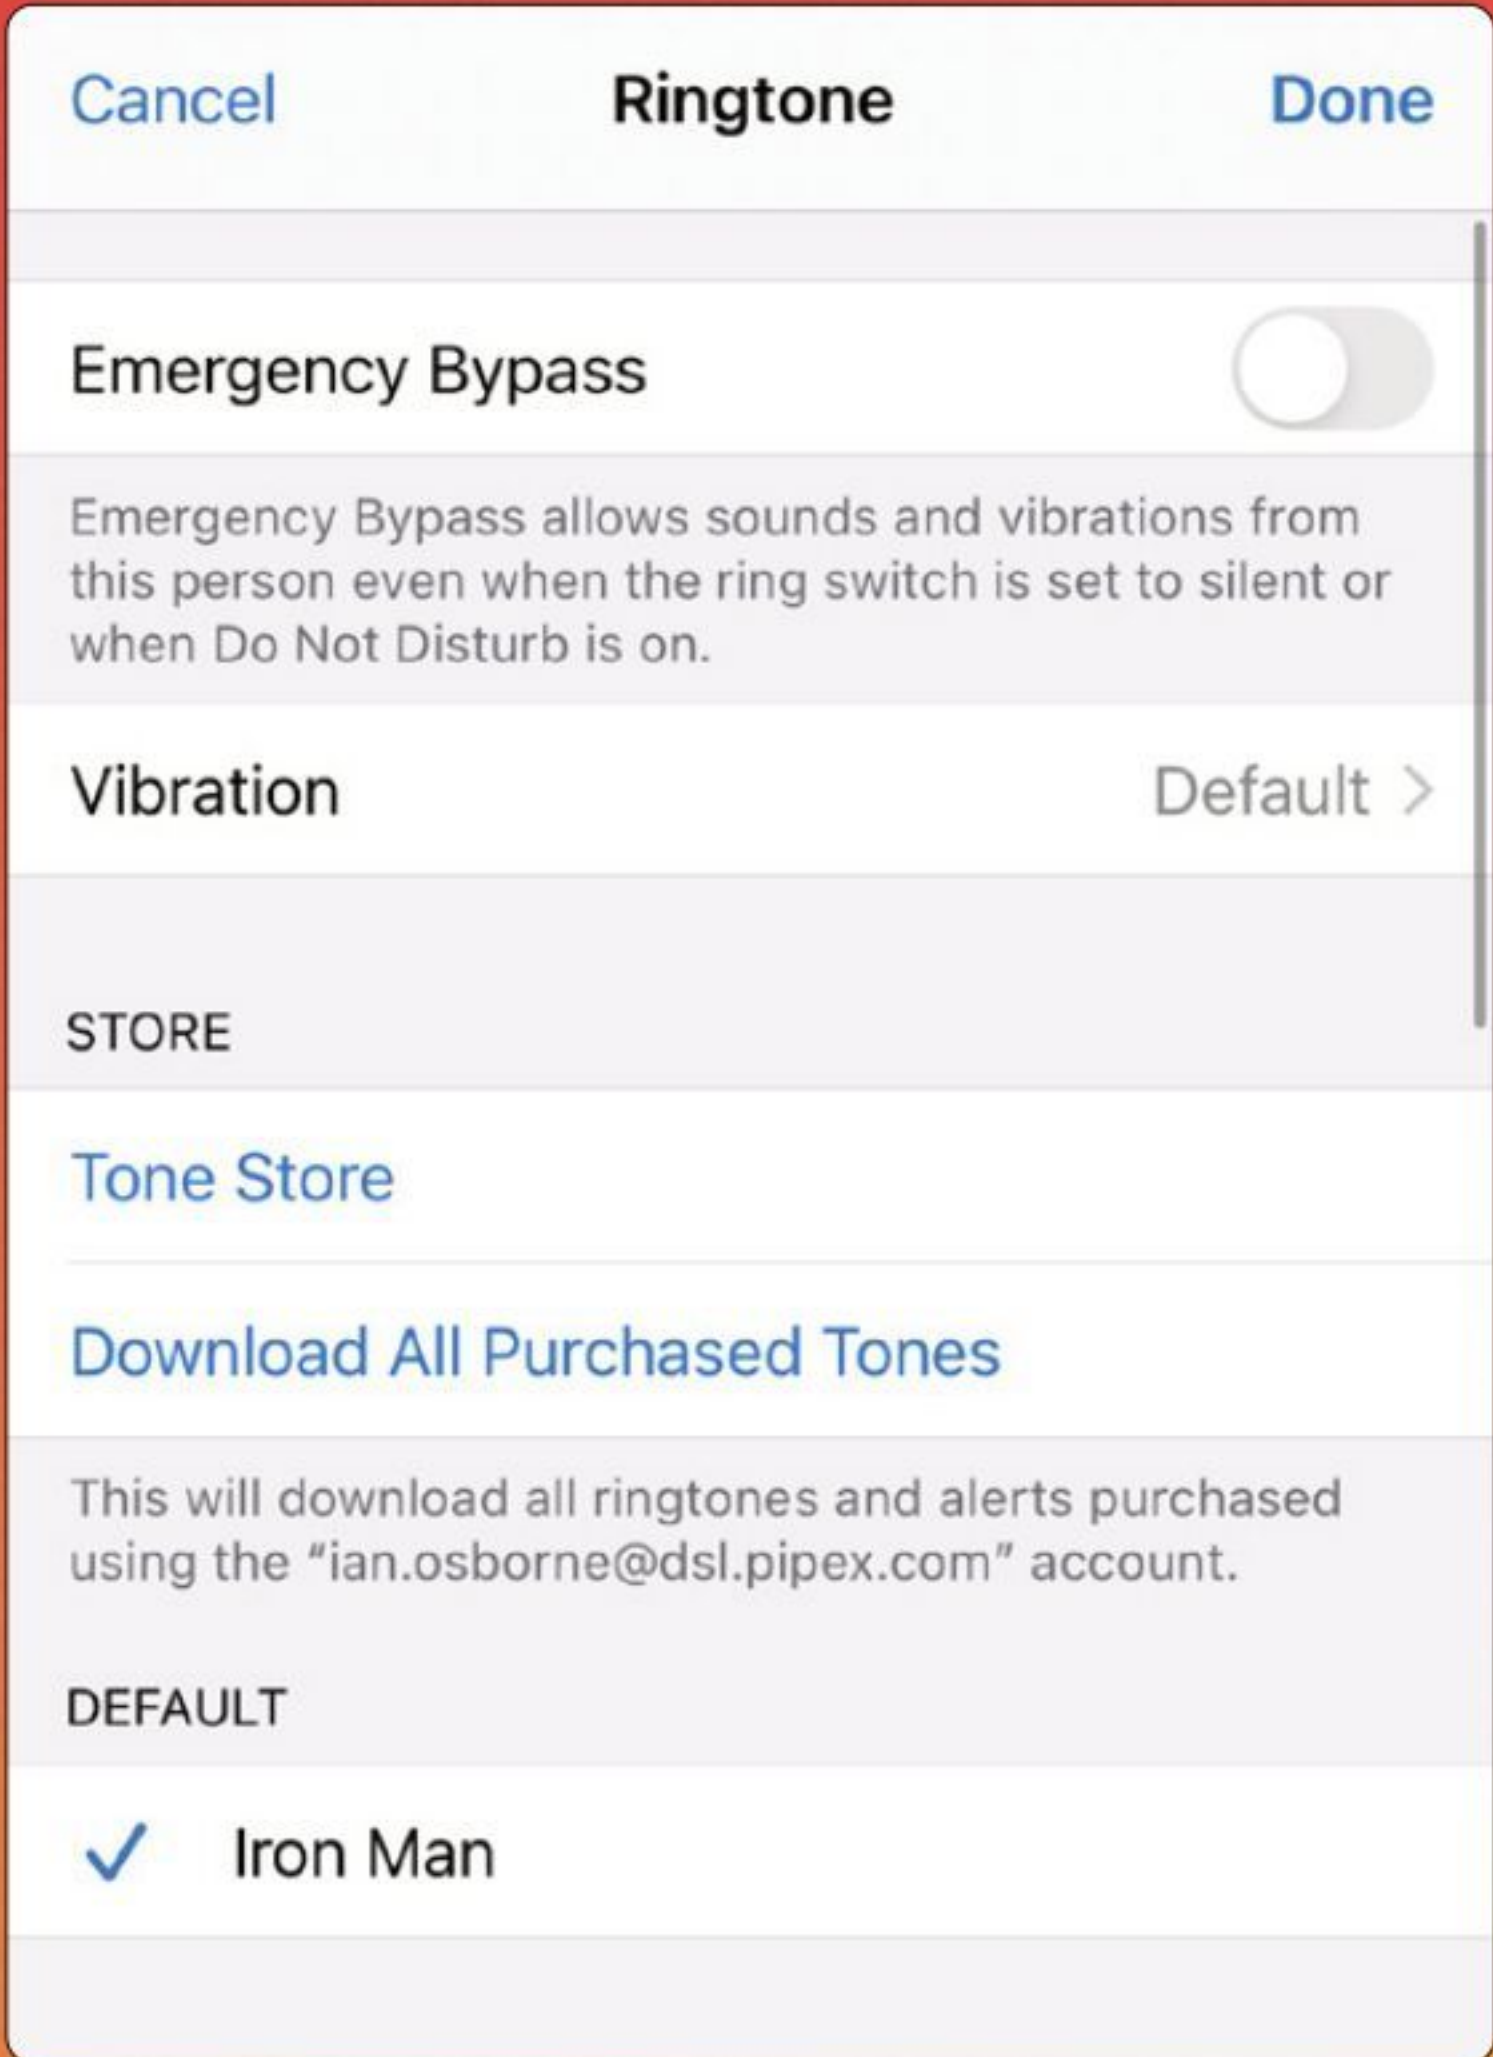 Cancel Ringtone Done
Emergency Bypass
Emergency Bypass allows sounds and vibrations from
this person even when the ring switch is set to silent or
when Do Not Disturb is on.
Vibration Default >
STORE
Tone Store
Download All Purchased Tones
This will download all ringtones and alerts purchased
using the “ian.osborne@dsl.pipex.com” account.
DEFAULT
Iron Man